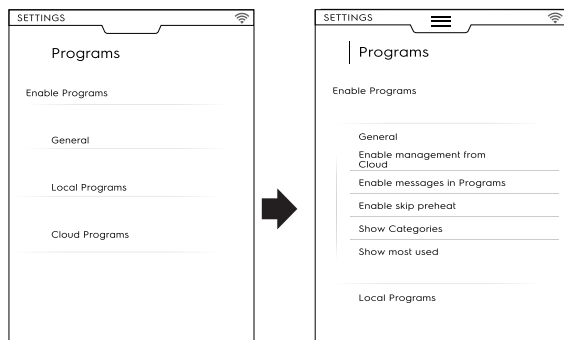 SETTINGS
Programs
Enable Programs
General
Local Programs
Cloud Programs
SETTINGS
Programs
Enable Programs
General
Enable management from
Cloud
Enable messages in Programs
Enable skip preheat
Show Categories
Show most used
Local Programs